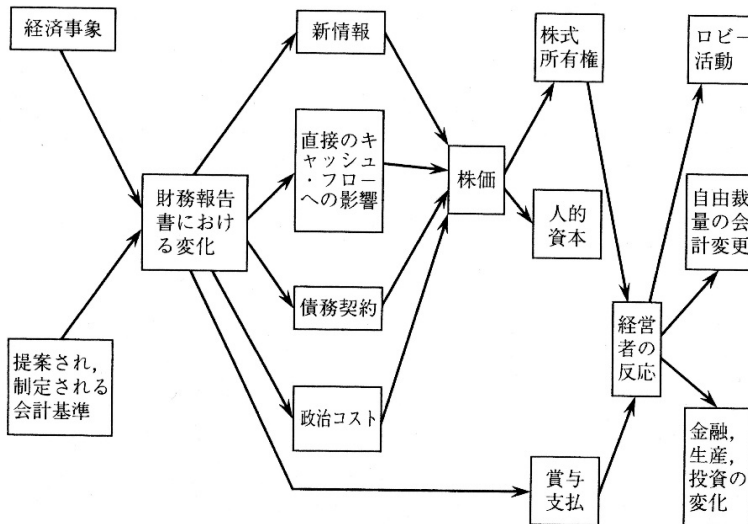 経済事象
提案され,
制定される
会計基準
財務報告
書におけ
る変化
新情報
直接のキ
ャッシュ
・フロー
への影響
債務契約
政治コスト
株価
株式
所有権
人的
資本
賞与
支払
経営
者の
反応
ロビー
活動
自由裁
量の会
計変更
金融,
生産,
投資の
変化